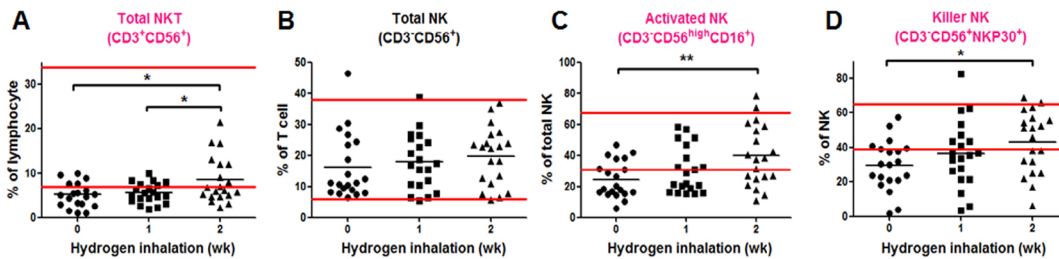 A
Total NKT
(CD3⁺CD56⁺)
% of lymphocyte
30
20
10
0
*
*
0 1 2
Hydrogen inhalation (wk)
B
Total NK
(CD3⁻CD56⁺)
% of T cell
50
40
30
20
10
0
0 1 2
Hydrogen inhalation (wk)
C
Activated NK
(CD3⁻CD56ʰⁱᵍʰCD16⁺)
% of total NK
100
80
60
40
20
0
**
0 1 2
Hydrogen inhalation (wk)
D
Killer NK
(CD3⁻CD56⁺NKP30⁺)
% of NK
80
60
40
20
0
*
0 1 2
Hydrogen inhalation (wk)